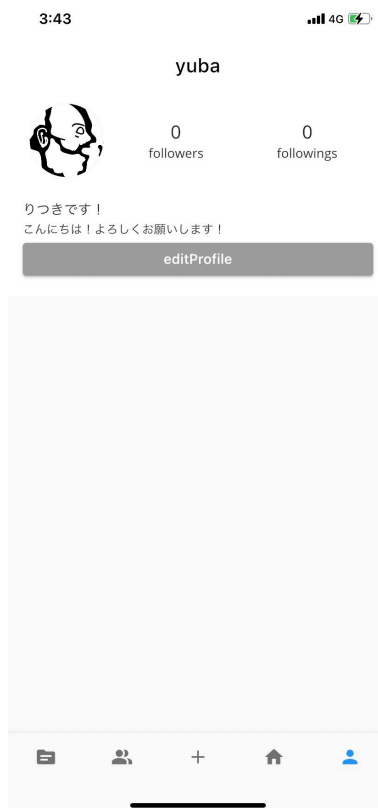 3:43
4G
yuba
0
followers
0
followings
りつきです！
こんにちは！よろしくお願いします！
editProfile